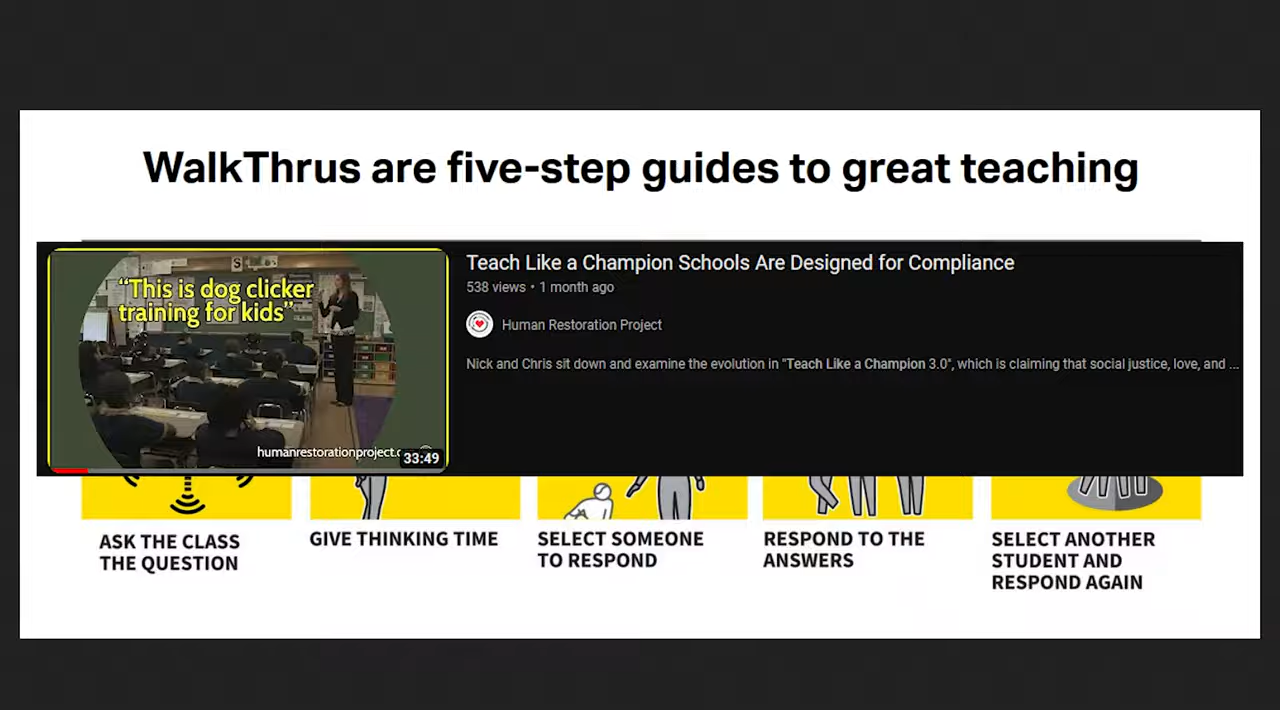 WalkThrus are five-step guides to great teaching
S
“This is dog clicker
training for kids”
humanrestorationproject.
33:49
Teach Like a Champion Schools Are Designed for Compliance
538 views • 1 month ago
Human Restoration Project
Nick and Chris sit down and examine the evolution in "Teach Like a Champion 3.0", which is claiming that social justice, love, and ...
ASK THE CLASS
THE QUESTION
GIVE THINKING TIME
SELECT SOMEONE
TO RESPOND
RESPOND TO THE
ANSWERS
SELECT ANOTHER
STUDENT AND
RESPOND AGAIN